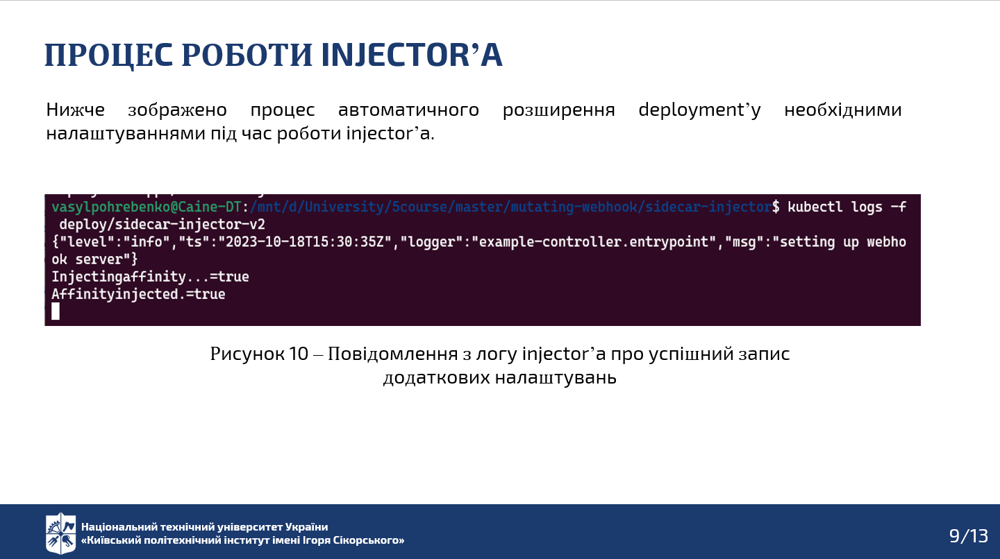 ПРОЦЕС РОБОТИ INJECTOR’А
Нижче зображено процес автоматичного розширення deployment’у необхідними
налаштуваннями під час роботи injector’а.
vasylpohrebenko@Caine-DT:/mnt/d/University/5course/master/mutating-webhook/sidecar-injector$ kubectl logs -f
deploy/sidecar-injector-v2
{"level":"info","ts":"2023-10-18T15:30:35Z","logger":"example-controller.entrypoint","msg":"setting up webho
ok server"}
Injectingaffinity...=true
Affinityinjected.=true
Рисунок 10 – Повідомлення з логу injector’а про успішний запис
додаткових налаштувань
Національний технічний університет України
«Київський політехнічний інститут імені Ігоря Сікорського»
9/13